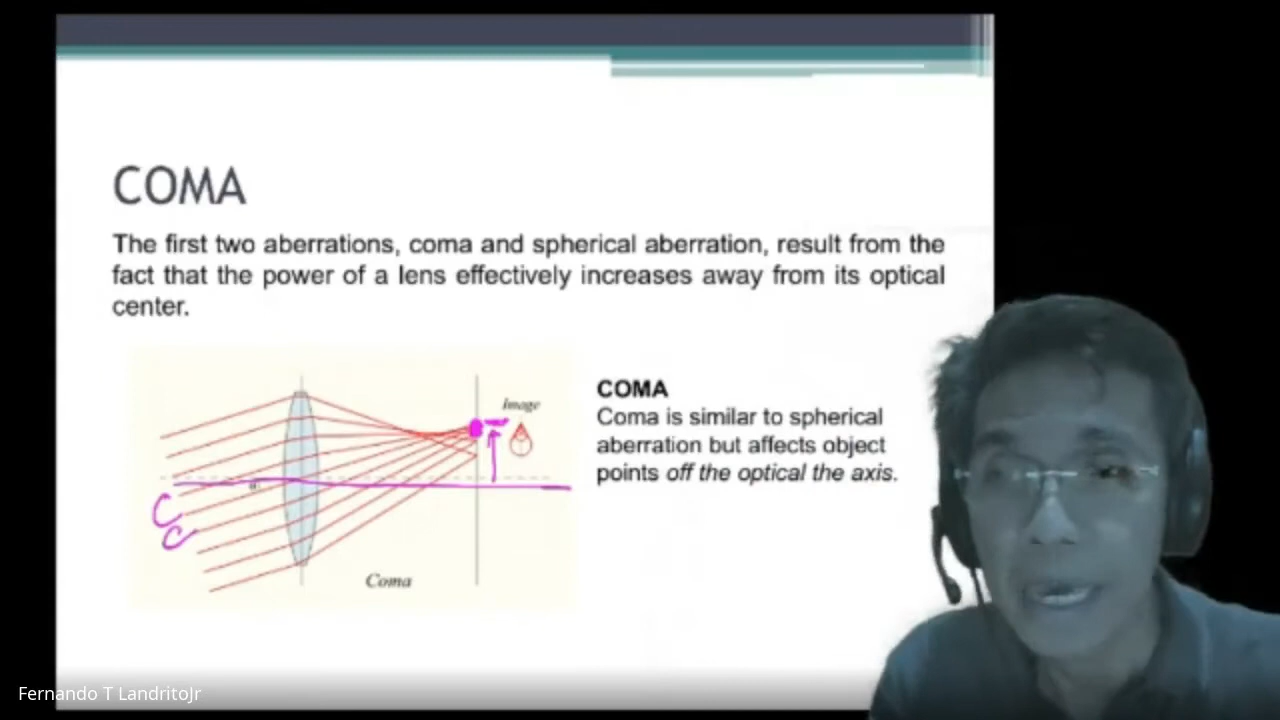 COMA
The first two aberrations, coma and spherical aberration, result from the
fact that the power of a lens effectively increases away from its optical
center.
Image
COMA
Coma is similar to spherical
aberration but affects object
points off the optical the axis.
Coma
Fernando T LandritoJr